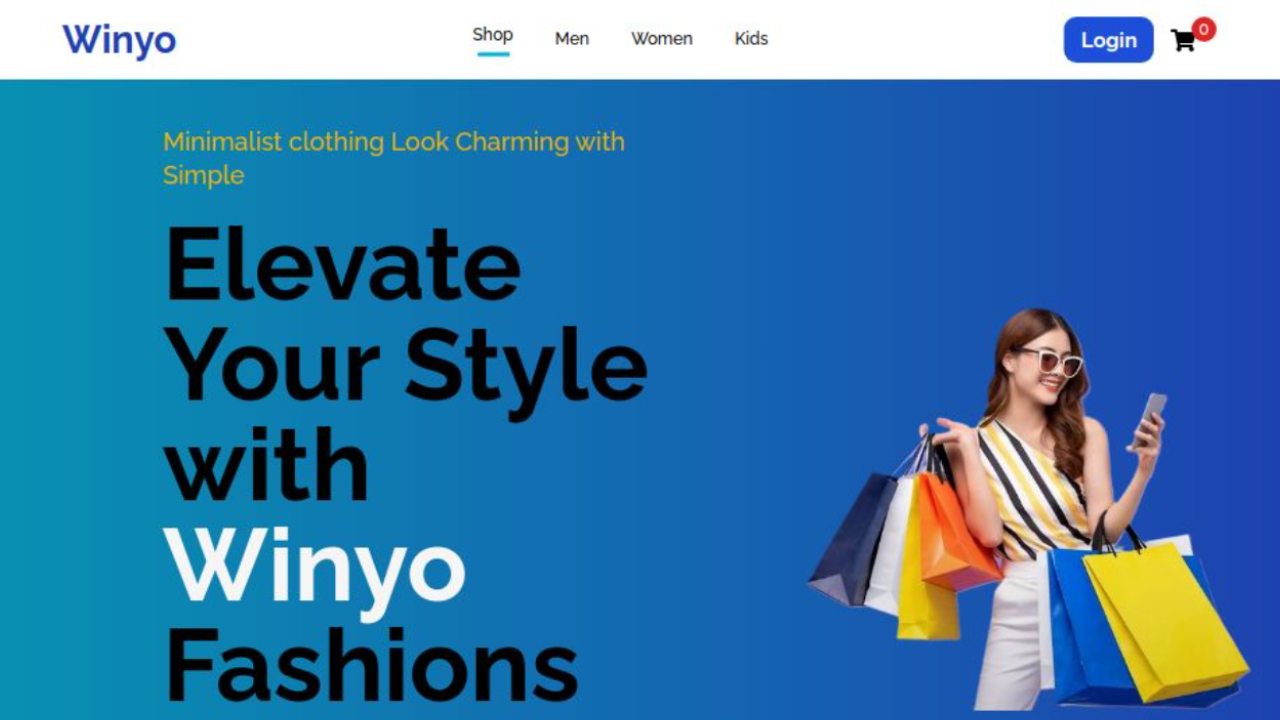 Winyo
Shop
Men
Women
Kids
Login
0
Minimalist clothing Look Charming with
Simple
Elevate
Your Style
with
Winyo
Fashions